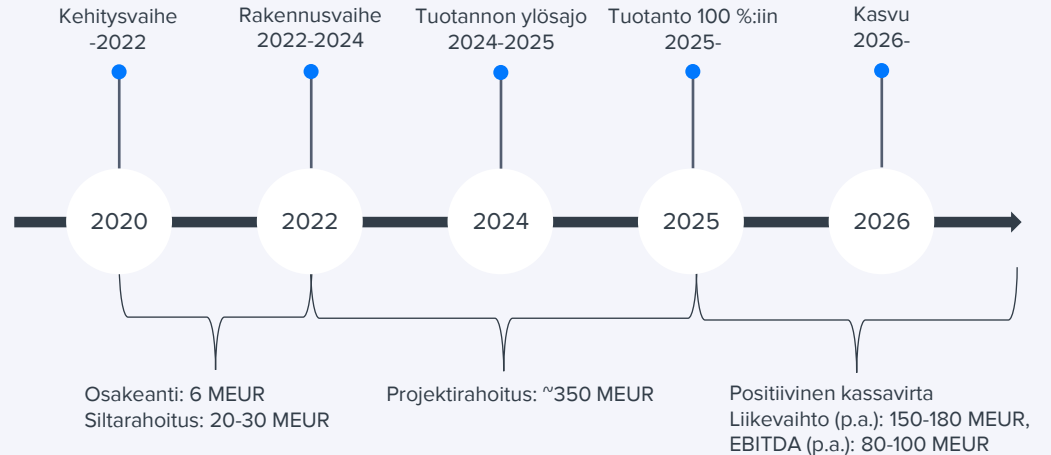 Kehitysvaihe
-2022
Rakennusvaihe
2022-2024
Tuotannon ylösajo
2024-2025
Tuotanto 100 %:iin
2025-
Kasvu
2026-
2020
2022
2024
2025
2026
Osakeanti: 6 MEUR
Siltarahoitus: 20-30 MEUR
Projektirahoitus: ~350 MEUR
Positiivinen kassavirta
Liikevaihto (p.a.): 150-180 MEUR,
EBITDA (p.a.): 80-100 MEUR